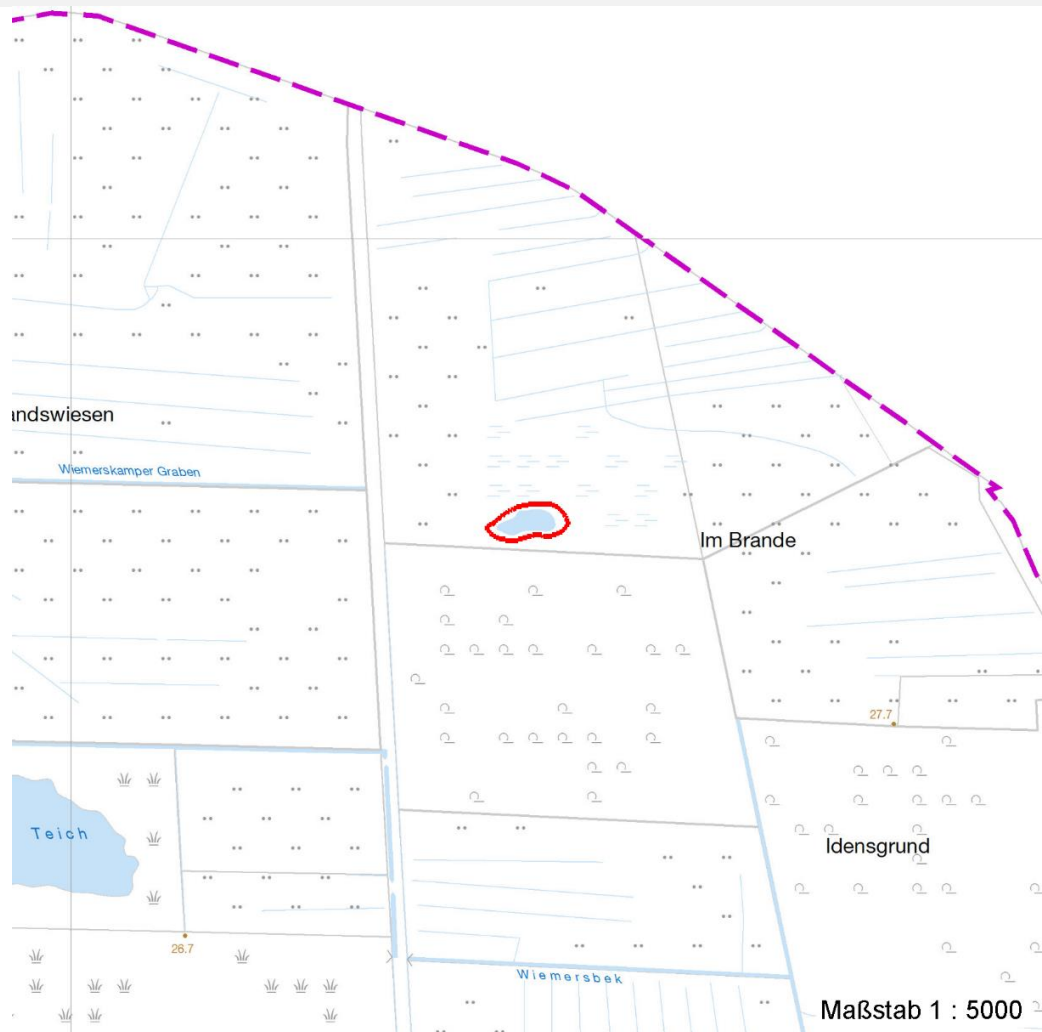 andswiesen
Wiemerskamper Graben
Im Brande
27.7
Teich
Idensgrund
26.7
Wiemersbek
Maßstab 1 : 5000